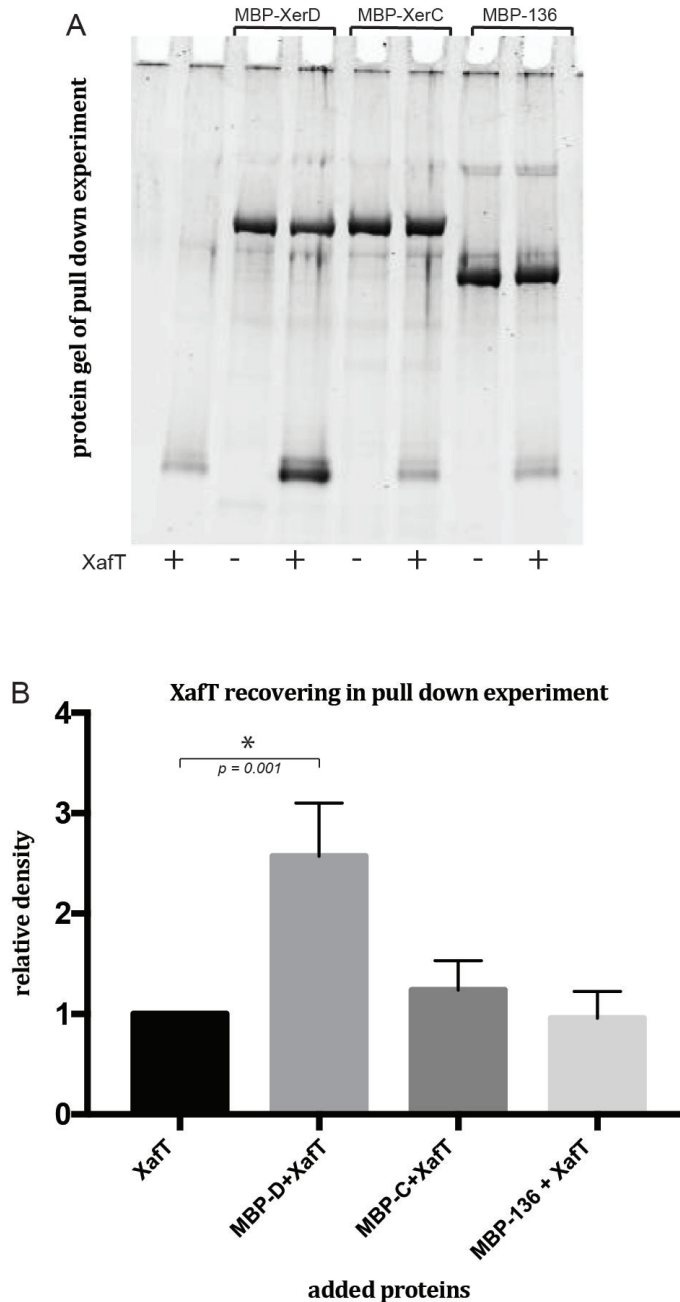 A
MBP-XerD MBP-XerC MBP-136
protein gel of pull down experiment
XafT + - + - + - +
B
XafT recovering in pull down experiment
4
3
2
1
0
*
p = 0.001
relative density
XafT
MBP-D+XafT
MBP-C+XafT
MBP-136 + XafT
added proteins